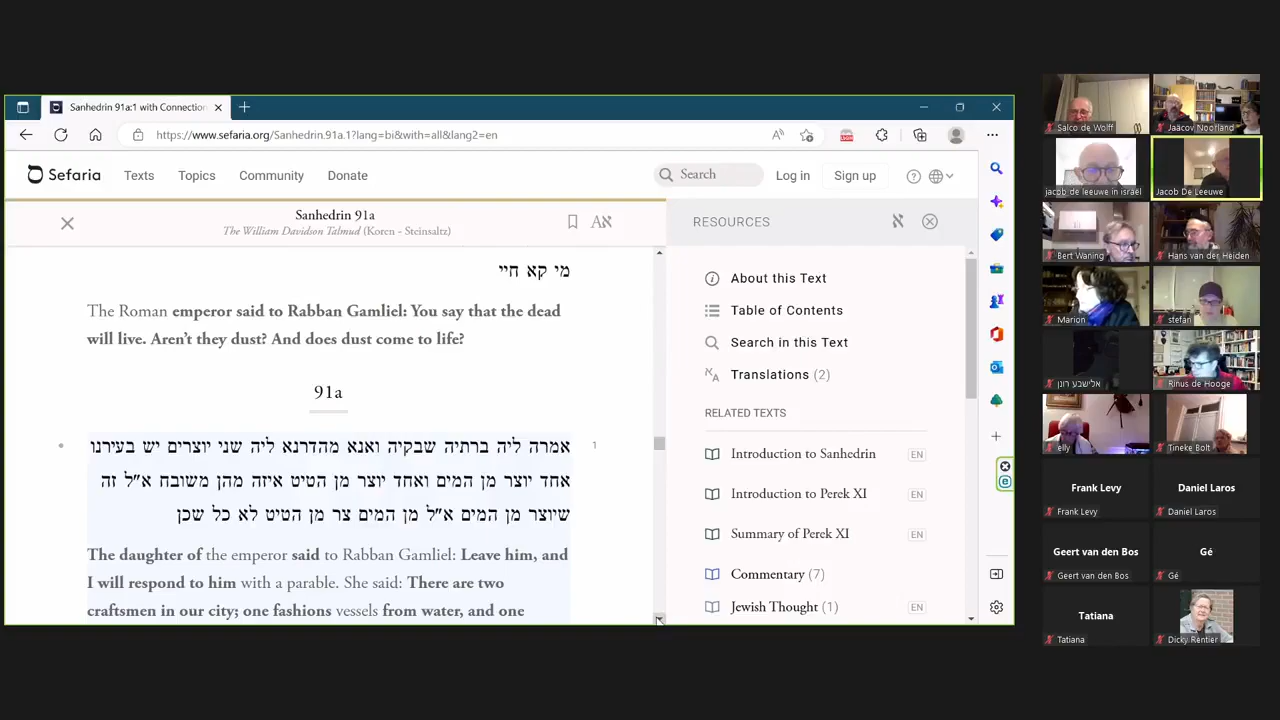 Sanhedrin 91a:1 with Connection
https://www.sefaria.org/Sanhedrin.91a.1?lang=bi&with=all&lang2=en
Sefaria
Texts
Topics
Community
Donate
Search
Log in
Sign up
Sanhedrin 91a
The William Davidson Talmud (Koren - Steinsaltz)
מי קא חיי
The Roman emperor said to Rabban Gamliel: You say that the dead
will live. Aren't they dust? And does dust come to life?
91a
אמרה ליה ברתיה שבקיה ואנא מהדרנא ליה שני יוצרים יש בעירנו
1
אחד יוצר מן המים ואחד יוצר מן הטיט איזה מהן משובח א״ל זה
שיוצר מן המים א״ל מן המים צר מן הטיט לא כל שכן
The daughter of the emperor said to Rabban Gamliel: Leave him, and
I will respond to him with a parable. She said: There are two
craftsmen in our city; one fashions vessels from water, and one
RESOURCES
About this Text
Table of Contents
Search in this Text
Translations (2)
RELATED TEXTS
Introduction to Sanhedrin EN
Introduction to Perek XI EN
Summary of Perek XI EN
Commentary (7)
Jewish Thought (1) EN
Salco de Wolff
Jaäcov Noorland
jacob de leeuwe in israël
Jacob De Leeuwe
Bert Waning
Hans van der Heiden
Marion
stefan
אלישבע רונן
Rinus de Hooge
elly
Tineke Bolt
Frank Levy
Frank Levy
Daniel Laros
Daniel Laros
Geert van den Bos
Geert van den Bos
Gé
Gé
Tatiana
Tatiana
Dicky Rentier